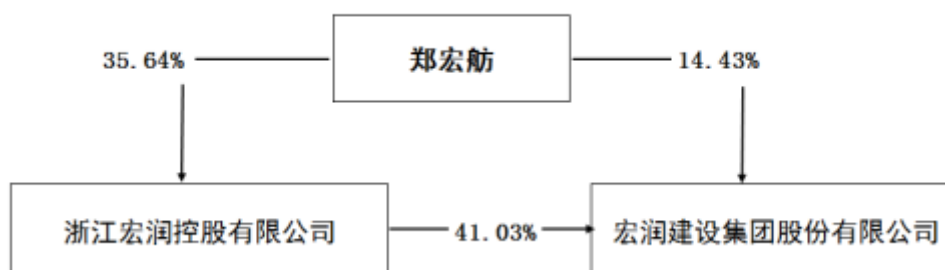 郑宏舫
35.64%
14.43%
浙江宏润控股有限公司
41.03%
宏润建设集团股份有限公司